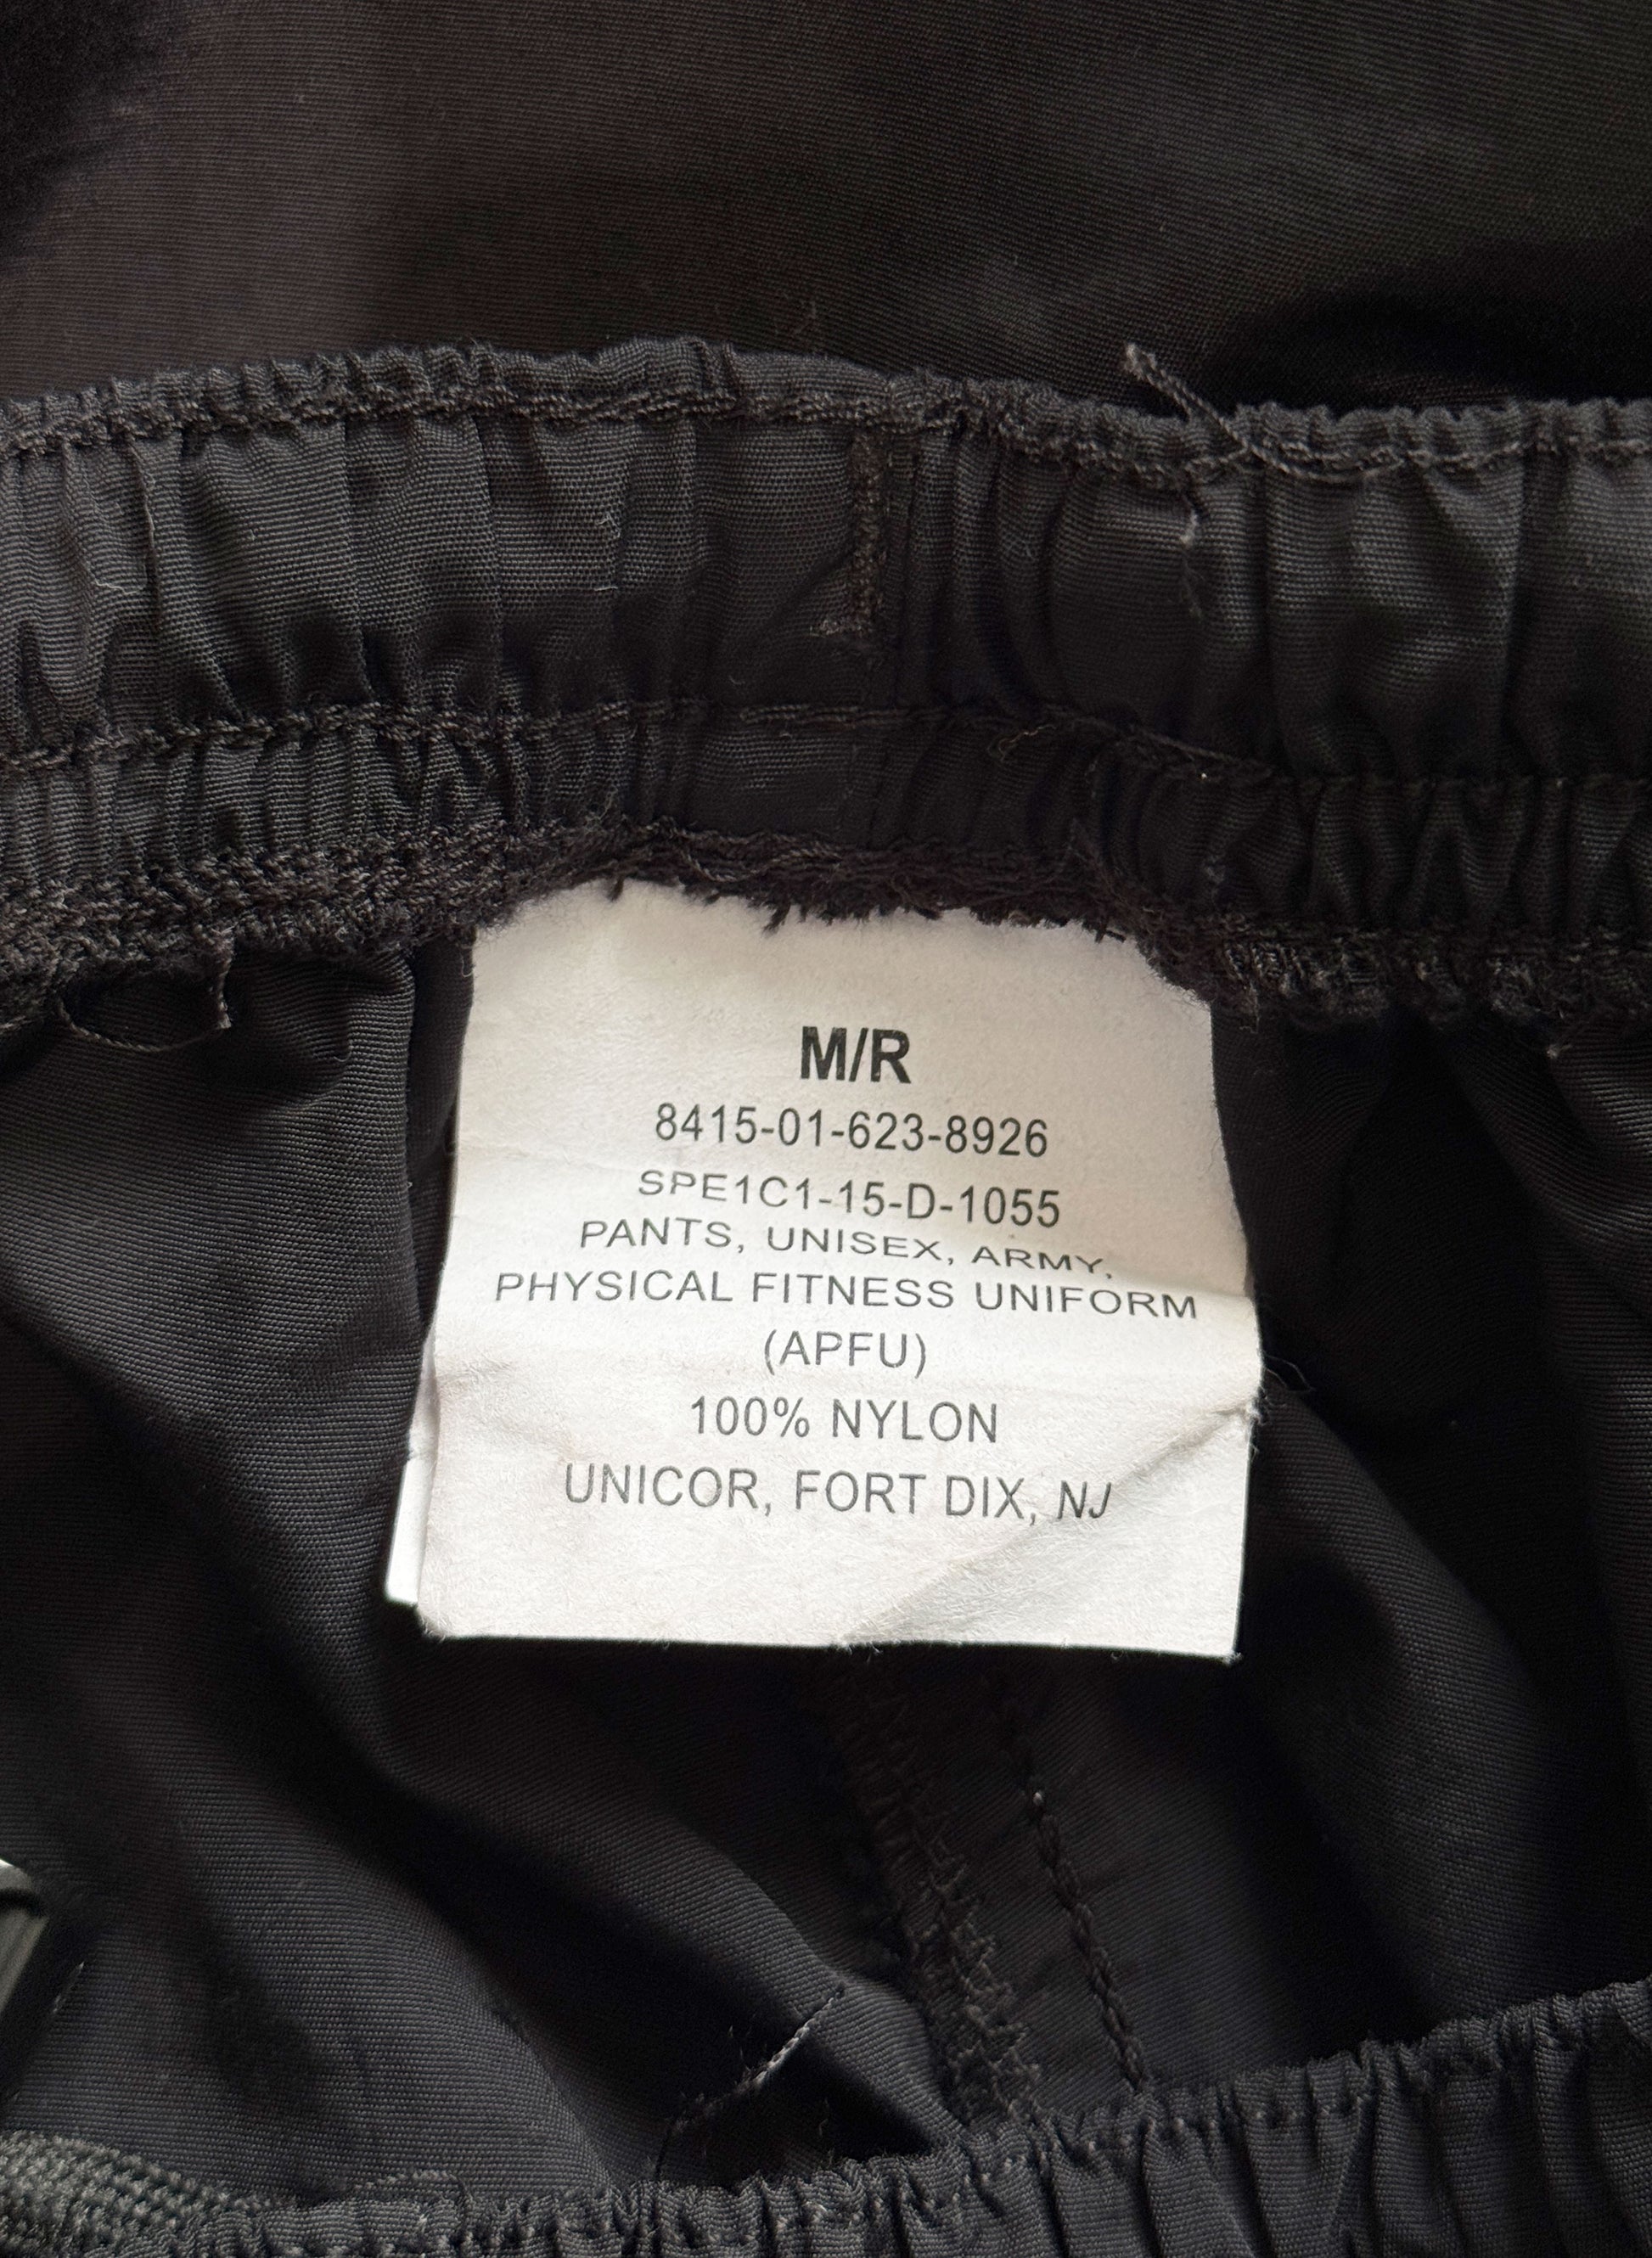 M/R
8415-01-623-8926
SPE1C1-15-D-1055
PANTS, UNISEX, ARMY,
PHYSICAL FITNESS UNIFORM
(APFU)
100% NYLON
UNICOR, FORT DIX, NJ